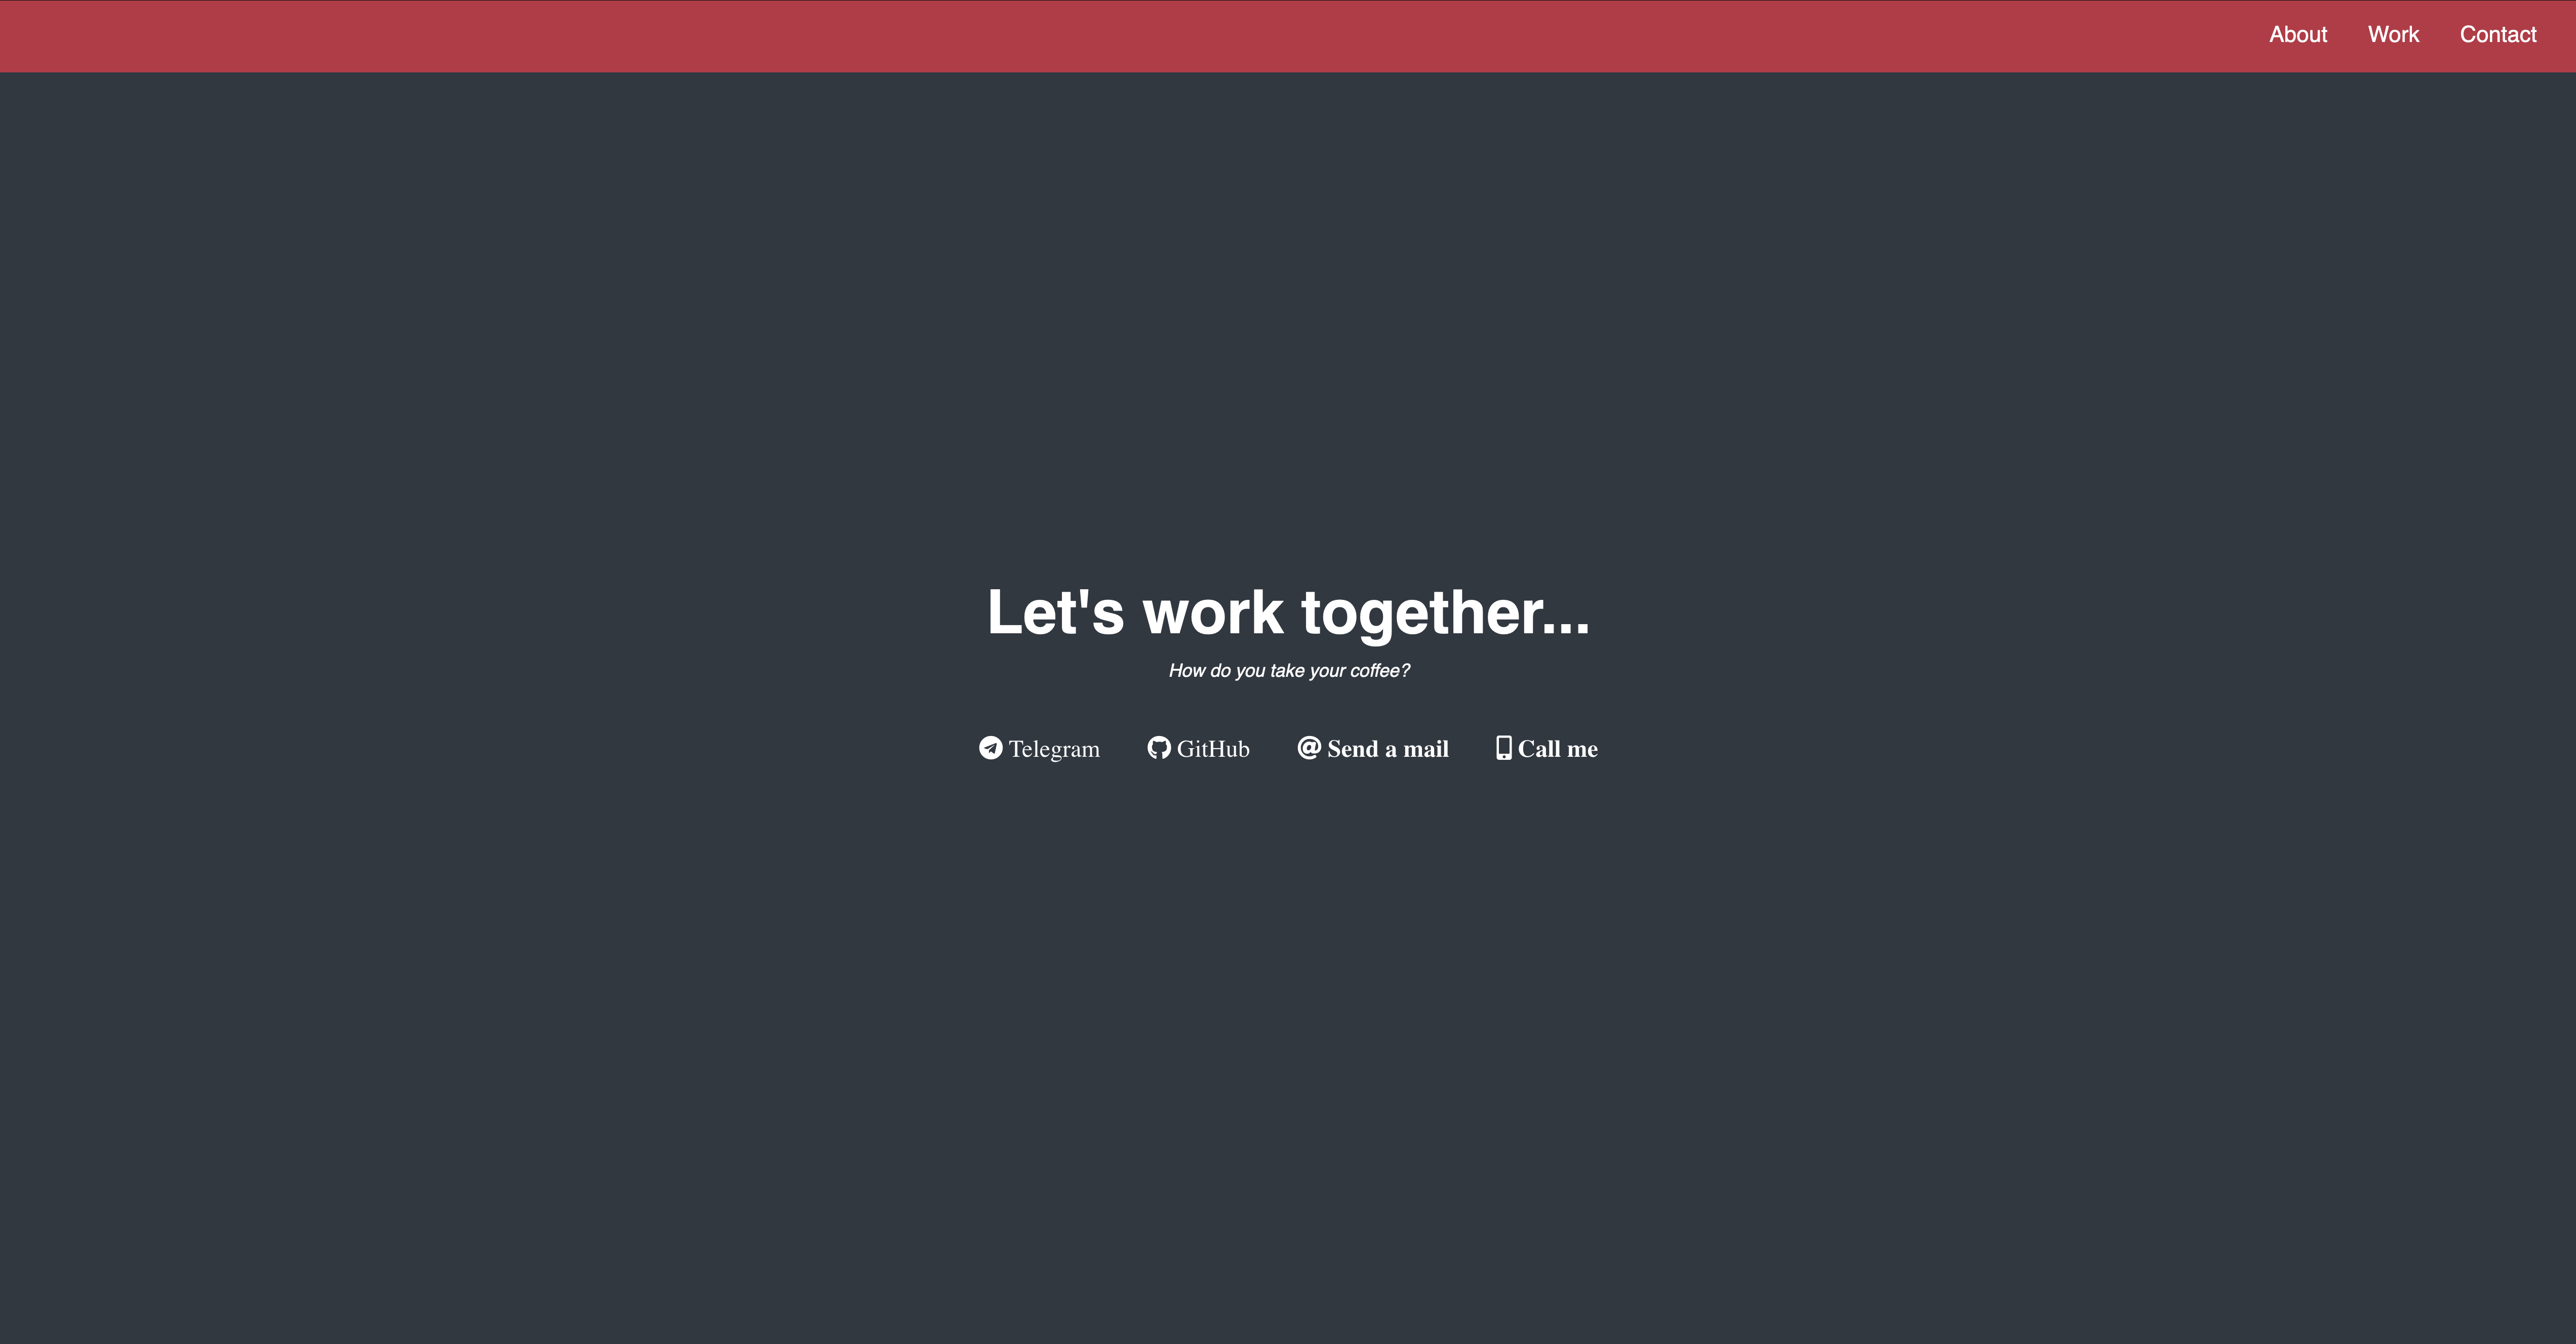 About Work Contact
Let's work together...
How do you take your coffee?
Telegram GitHub Send a mail Call me